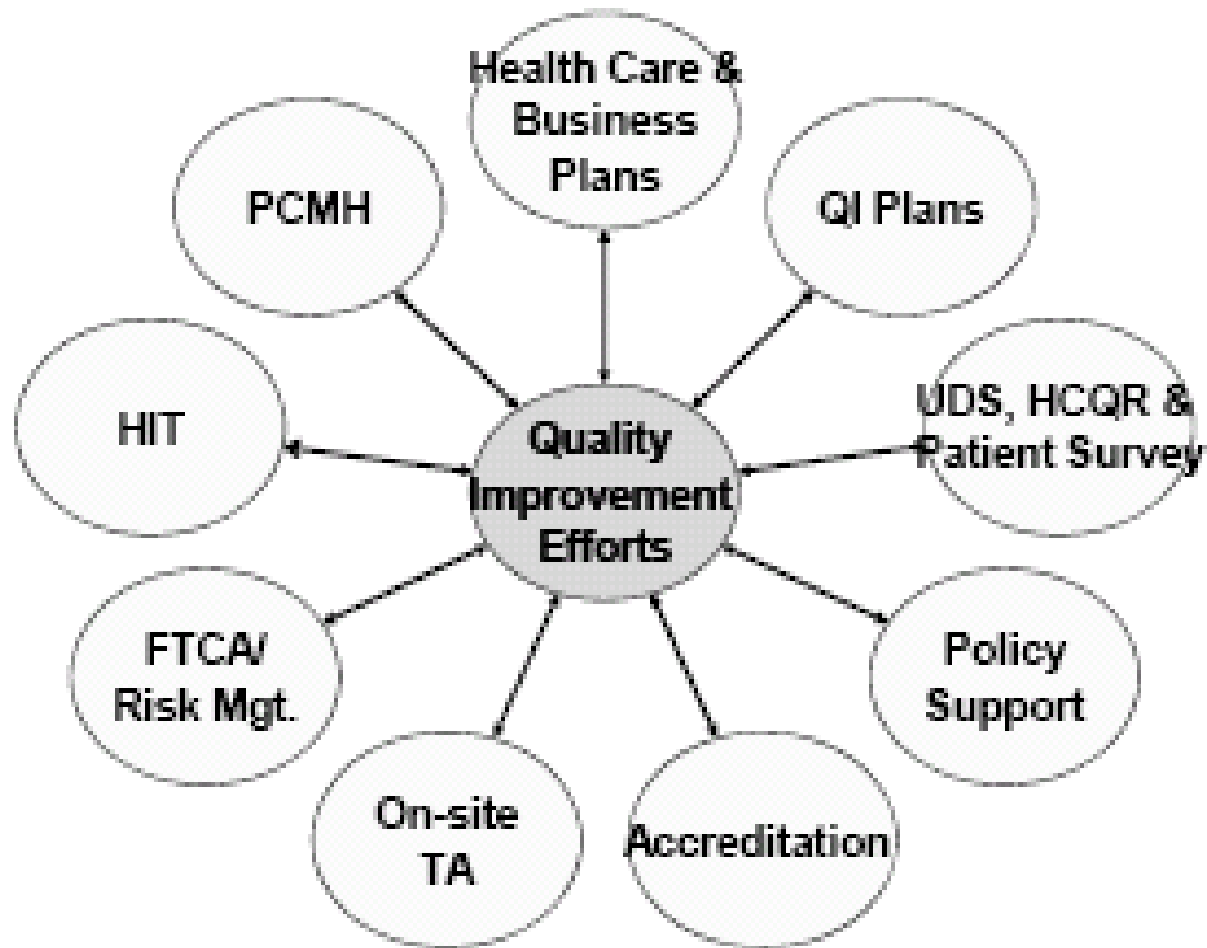 Health Care &
Business
Plans
PCMH
QI Plans
HIT
UDS, HCQR &
Patient Survey
Quality
Improvement
Efforts
FTCA/
Risk Mgt.
Policy
Support
On-site
TA
Accreditation